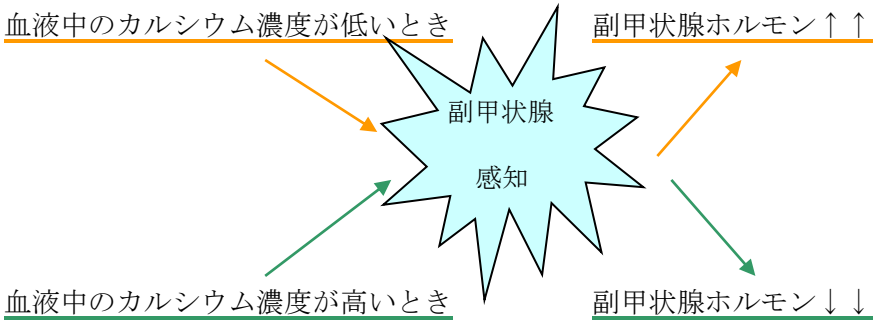 血液中のカルシウム濃度が低いとき
副甲状腺ホルモン↑↑
副甲状腺
感知
血液中のカルシウム濃度が高いとき
副甲状腺ホルモン↓↓